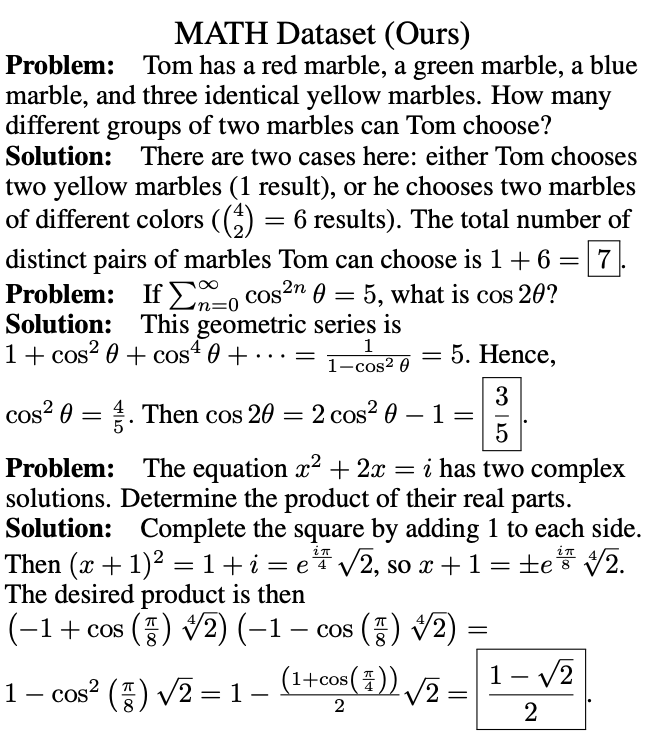 MATH Dataset (Ours)
Problem: Tom has a red marble, a green marble, a blue
marble, and three identical yellow marbles. How many
different groups of two marbles can Tom choose?
Solution: There are two cases here: either Tom chooses
two yellow marbles (1 result), or he chooses two marbles
of different colors ($\binom{4}{2} = 6$ results). The total number of
distinct pairs of marbles Tom can choose is $1 + 6 = \boxed{7}$.
Problem: If $\sum_{n=0}^{\infty} \cos^{2n} \theta = 5$, what is $\cos 2\theta$?
Solution: This geometric series is
$1 + \cos^2 \theta + \cos^4 \theta + \cdots = \frac{1}{1-\cos^2 \theta} = 5$. Hence,
$\cos^2 \theta = \frac{4}{5}$. Then $\cos 2\theta = 2\cos^2 \theta - 1 = \boxed{\frac{3}{5}}$.
Problem: The equation $x^2 + 2x = i$ has two complex
solutions. Determine the product of their real parts.
Solution: Complete the square by adding 1 to each side.
Then $(x + 1)^2 = 1 + i = e^{\frac{i\pi}{4}} \sqrt{2}$, so $x + 1 = \pm e^{\frac{i\pi}{8}} \sqrt[4]{2}$.
The desired product is then
$\left(-1 + \cos\left(\frac{\pi}{8}\right) \sqrt[4]{2}\right) \left(-1 - \cos\left(\frac{\pi}{8}\right) \sqrt[4]{2}\right) =$
$1 - \cos^2\left(\frac{\pi}{8}\right) \sqrt{2} = 1 - \frac{\left(1+\cos\left(\frac{\pi}{4}\right)\right)}{2} \sqrt{2} = \boxed{\frac{1-\sqrt{2}}{2}}$.